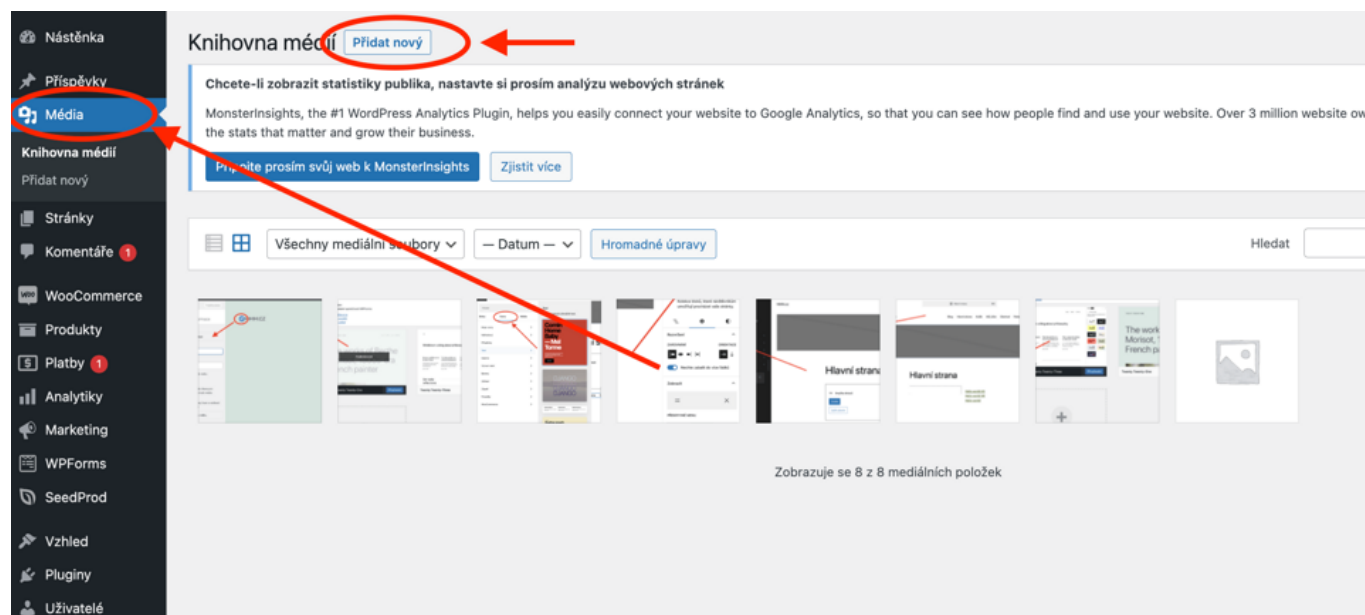 Nástěnka
Příspěvky
Média
Knihovna médií
Přidat nový
Stránky
Komentáře 1
WooCommerce
Produkty
Platby 1
Analytiky
Marketing
WPForms
SeedProd
Vzhled
Pluginy
Uživatelé
Knihovna médií Přidat nový
Chcete-li zobrazit statistiky publika, nastavte si prosím analýzu webových stránek
MonsterInsights, the #1 WordPress Analytics Plugin, helps you easily connect your website to Google Analytics, so that you can see how people find and use your website. Over 3 million website ow
the stats that matter and grow their business.
Připojte prosím svůj web k MonsterInsights Zjistit více
Všechny mediální soubory — Datum — Hromadné úpravy Hledat
Hlavní strana
Hlavní strana
The work
Morisot,
French pa
Zobrazuje se 8 z 8 mediálních položek